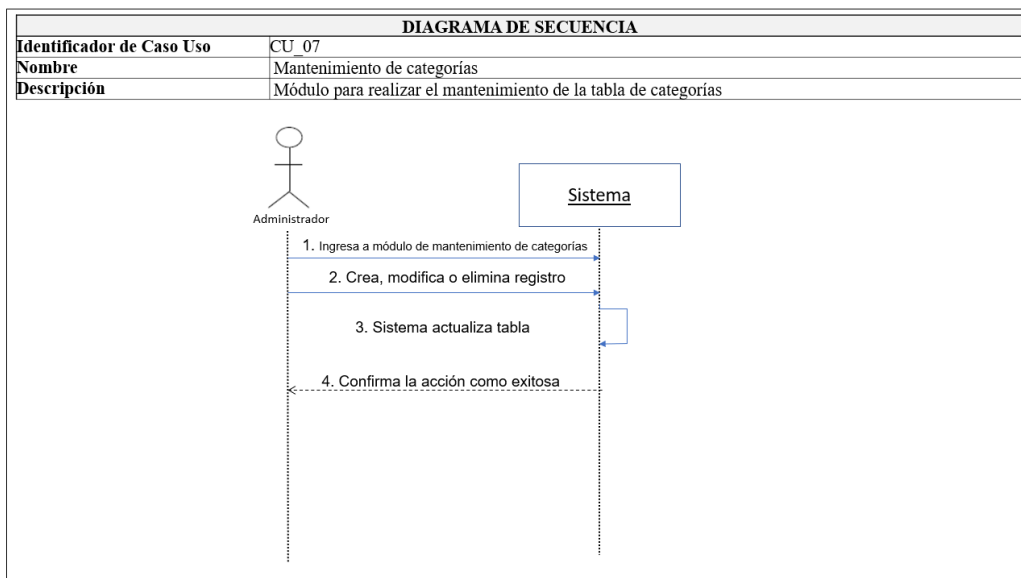 DIAGRAMA DE SECUENCIA
Identificador de Caso Uso CU_07
Nombre Mantenimiento de categorías
Descripción Módulo para realizar el mantenimiento de la tabla de categorías
Sistema
Administrador
1. Ingresa a módulo de mantenimiento de categorías
2. Crea, modifica o elimina registro
3. Sistema actualiza tabla
4. Confirma la acción como exitosa